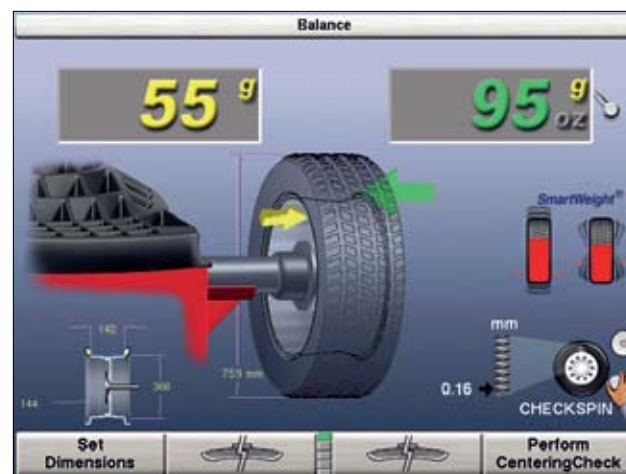 Balance
55 g
95 g
oz
SmartWeight®
140
366
144
759 mm
mm
0.16
CHECKSPIN
Set
Dimensions
Perform
CenteringCheck